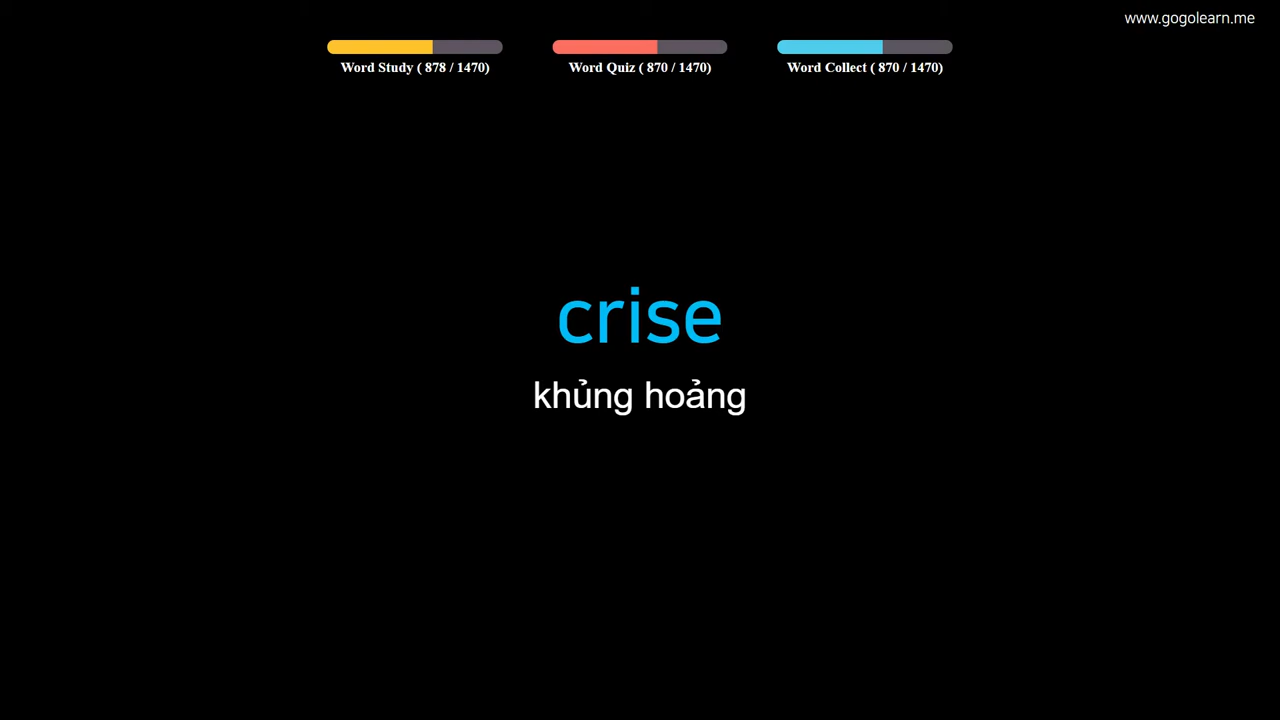 www.gogolearn.me
Word Study ( 878 / 1470)
Word Quiz ( 870 / 1470)
Word Collect ( 870 / 1470)
crise
khủng hoảng